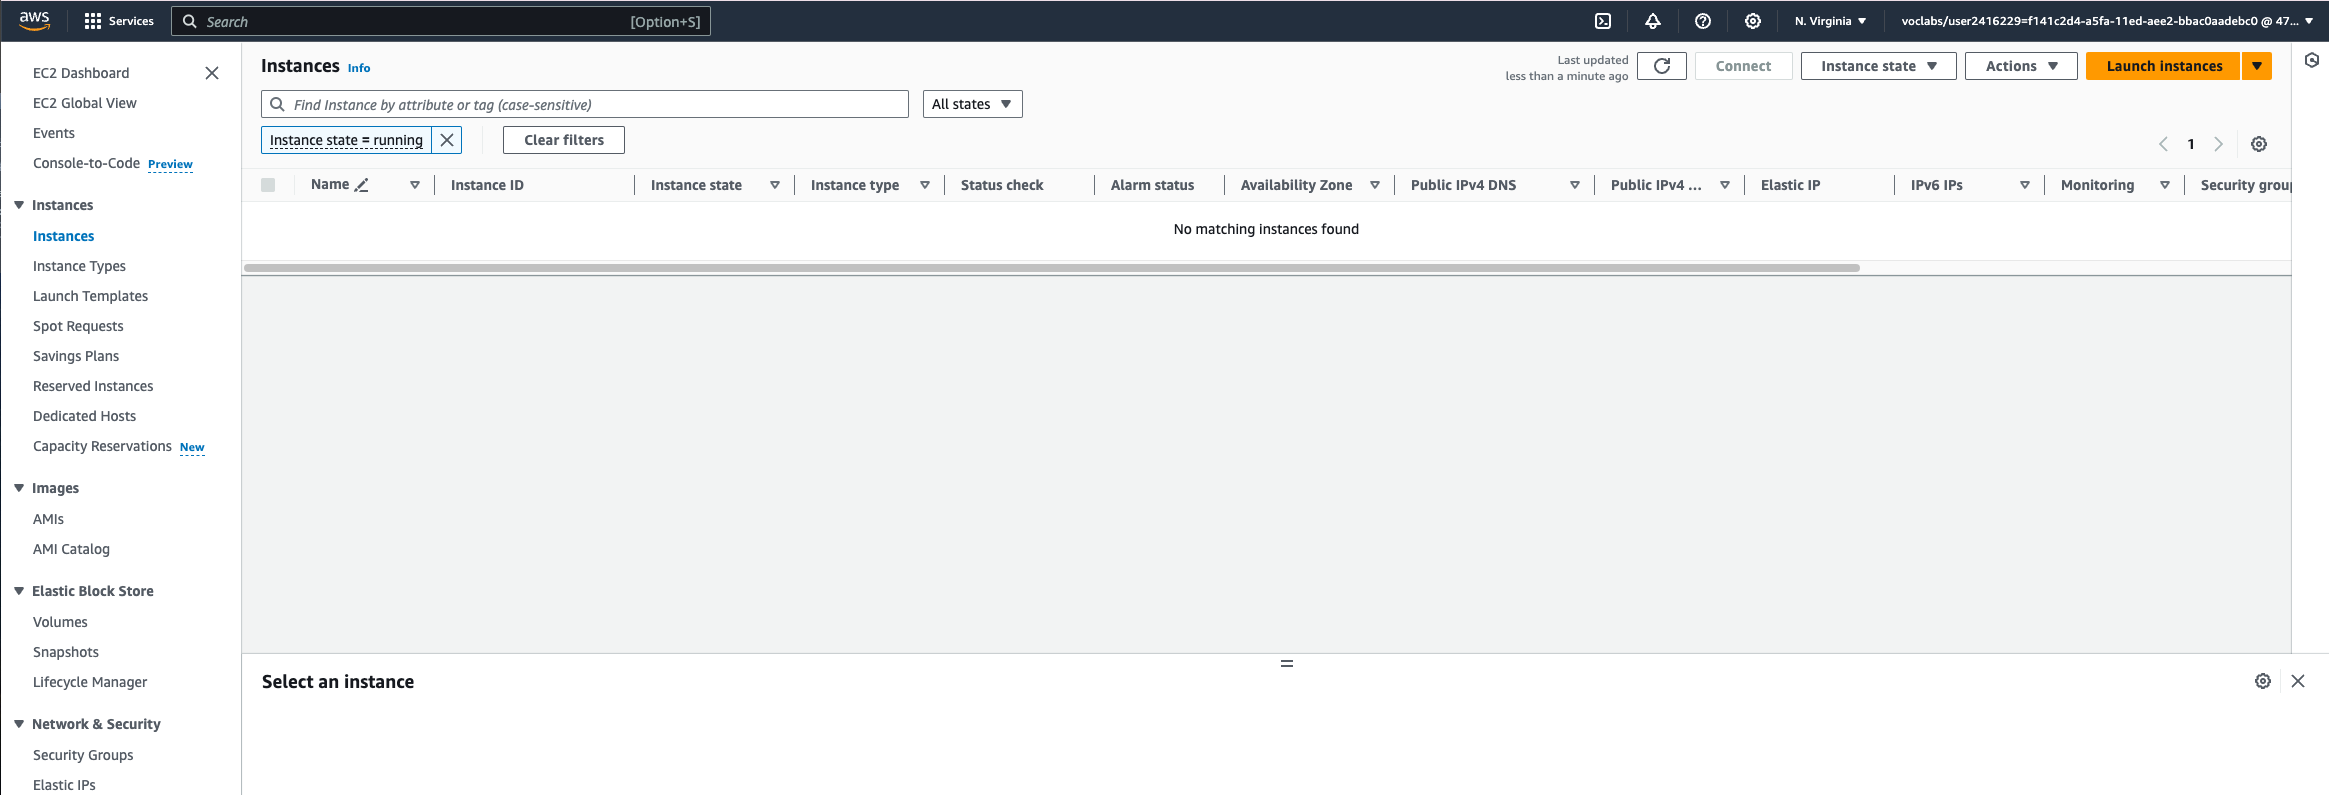 aws
Services
Search
[Option+S]
N. Virginia
voclabs/user2416229=f141c2d4-a5fa-11ed-aee2-bbac0aadebc0 @ 47...
EC2 Dashboard
EC2 Global View
Events
Console-to-Code Preview
Instances
Instances
Instance Types
Launch Templates
Spot Requests
Savings Plans
Reserved Instances
Dedicated Hosts
Capacity Reservations New
Images
AMIs
AMI Catalog
Elastic Block Store
Volumes
Snapshots
Lifecycle Manager
Network & Security
Security Groups
Elastic IPs
Instances Info
Last updated
less than a minute ago
Connect
Instance state
Actions
Launch instances
Find Instance by attribute or tag (case-sensitive)
All states
Instance state = running
Clear filters
1
Name
Instance ID
Instance state
Instance type
Status check
Alarm status
Availability Zone
Public IPv4 DNS
Public IPv4 ...
Elastic IP
IPv6 IPs
Monitoring
Security grou
No matching instances found
Select an instance